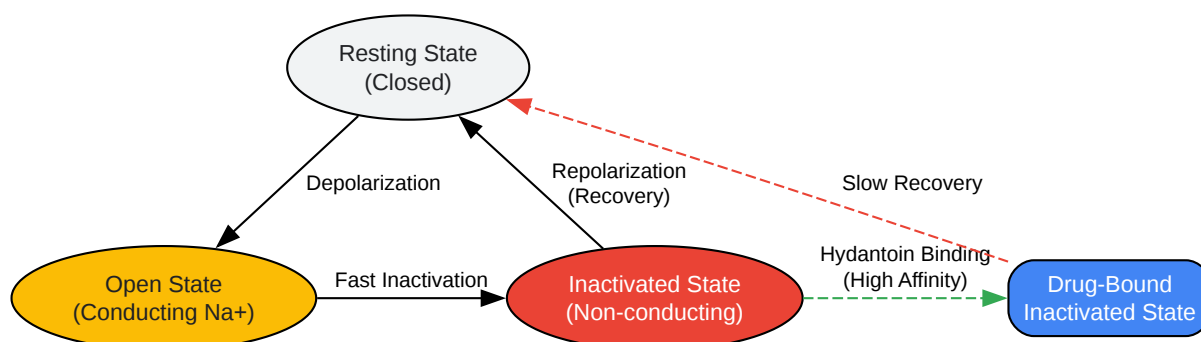 Resting State
(Closed)
Depolarization
Repolarization
(Recovery)
Slow Recovery
Open State
(Conducting Na+)
Fast Inactivation
Inactivated State
(Non-conducting)
Hydantoin Binding
(High Affinity)
Drug-Bound
Inactivated State